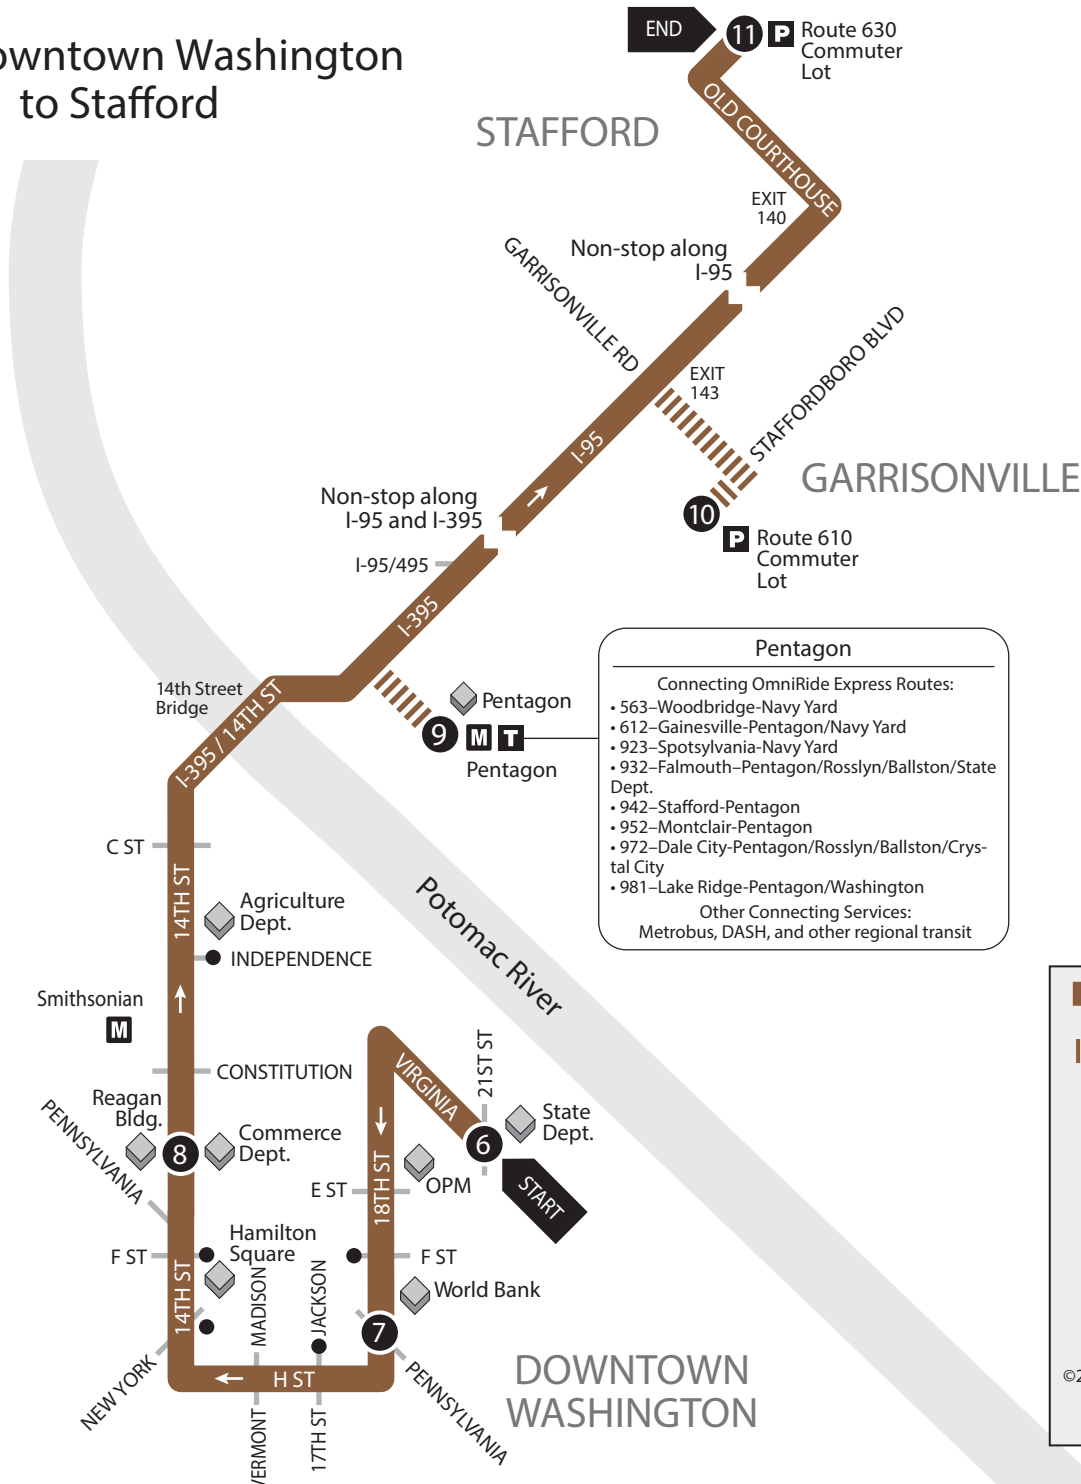 owntown Washington
to Stafford
END
11
P
Route 630
Commuter
Lot
STAFFORD
OLD COURTHOUSE
EXIT
140
Non-stop along
I-95
GARRISONVILLE RD
EXIT
143
STAFFORDBORO BLVD
I-95
GARRISONVILLE
10
P
Route 610
Commuter
Lot
Non-stop along
I-95 and I-395
I-95/495
I-395
14th Street
Bridge
I-395 / 14TH ST
Pentagon
9
M
T
Pentagon
Pentagon
Connecting OmniRide Express Routes:
• 563–Woodbridge-Navy Yard
• 612–Gainesville-Pentagon/Navy Yard
• 923–Spotsylvania-Navy Yard
• 932–Falmouth–Pentagon/Rosslyn/Ballston/State
Dept.
• 942–Stafford-Pentagon
• 952–Montclair-Pentagon
• 972–Dale City-Pentagon/Rosslyn/Ballston/Crys-
tal City
• 981–Lake Ridge-Pentagon/Washington
Other Connecting Services:
Metrobus, DASH, and other regional transit
C ST
14TH ST
Agriculture
Dept.
INDEPENDENCE
Potomac River
Smithsonian
M
CONSTITUTION
VIRGINIA
21ST ST
Reagan
Bldg.
PENNSYLVANIA
8
Commerce
Dept.
6
State
Dept.
START
E ST
18TH ST
OPM
F ST
Hamilton
Square
F ST
14TH ST
MADISON
JACKSON
World Bank
7
NEW YORK
H ST
PENNSYLVANIA
VERMONT
17TH ST
DOWNTOWN
WASHINGTON
©2